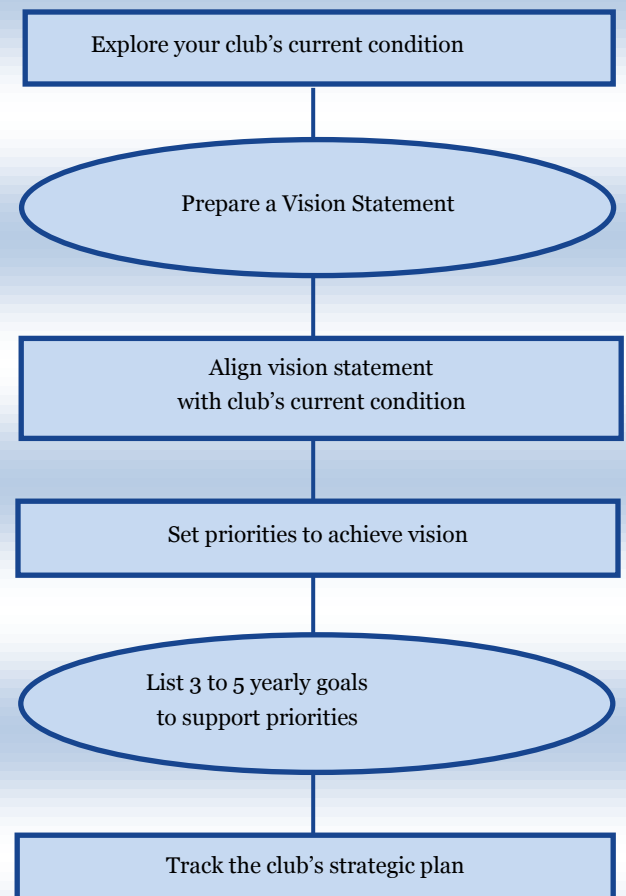 Explore your club’s current condition
Prepare a Vision Statement
Align vision statement
with club’s current condition
Set priorities to achieve vision
List 3 to 5 yearly goals
to support priorities
Track the club’s strategic plan